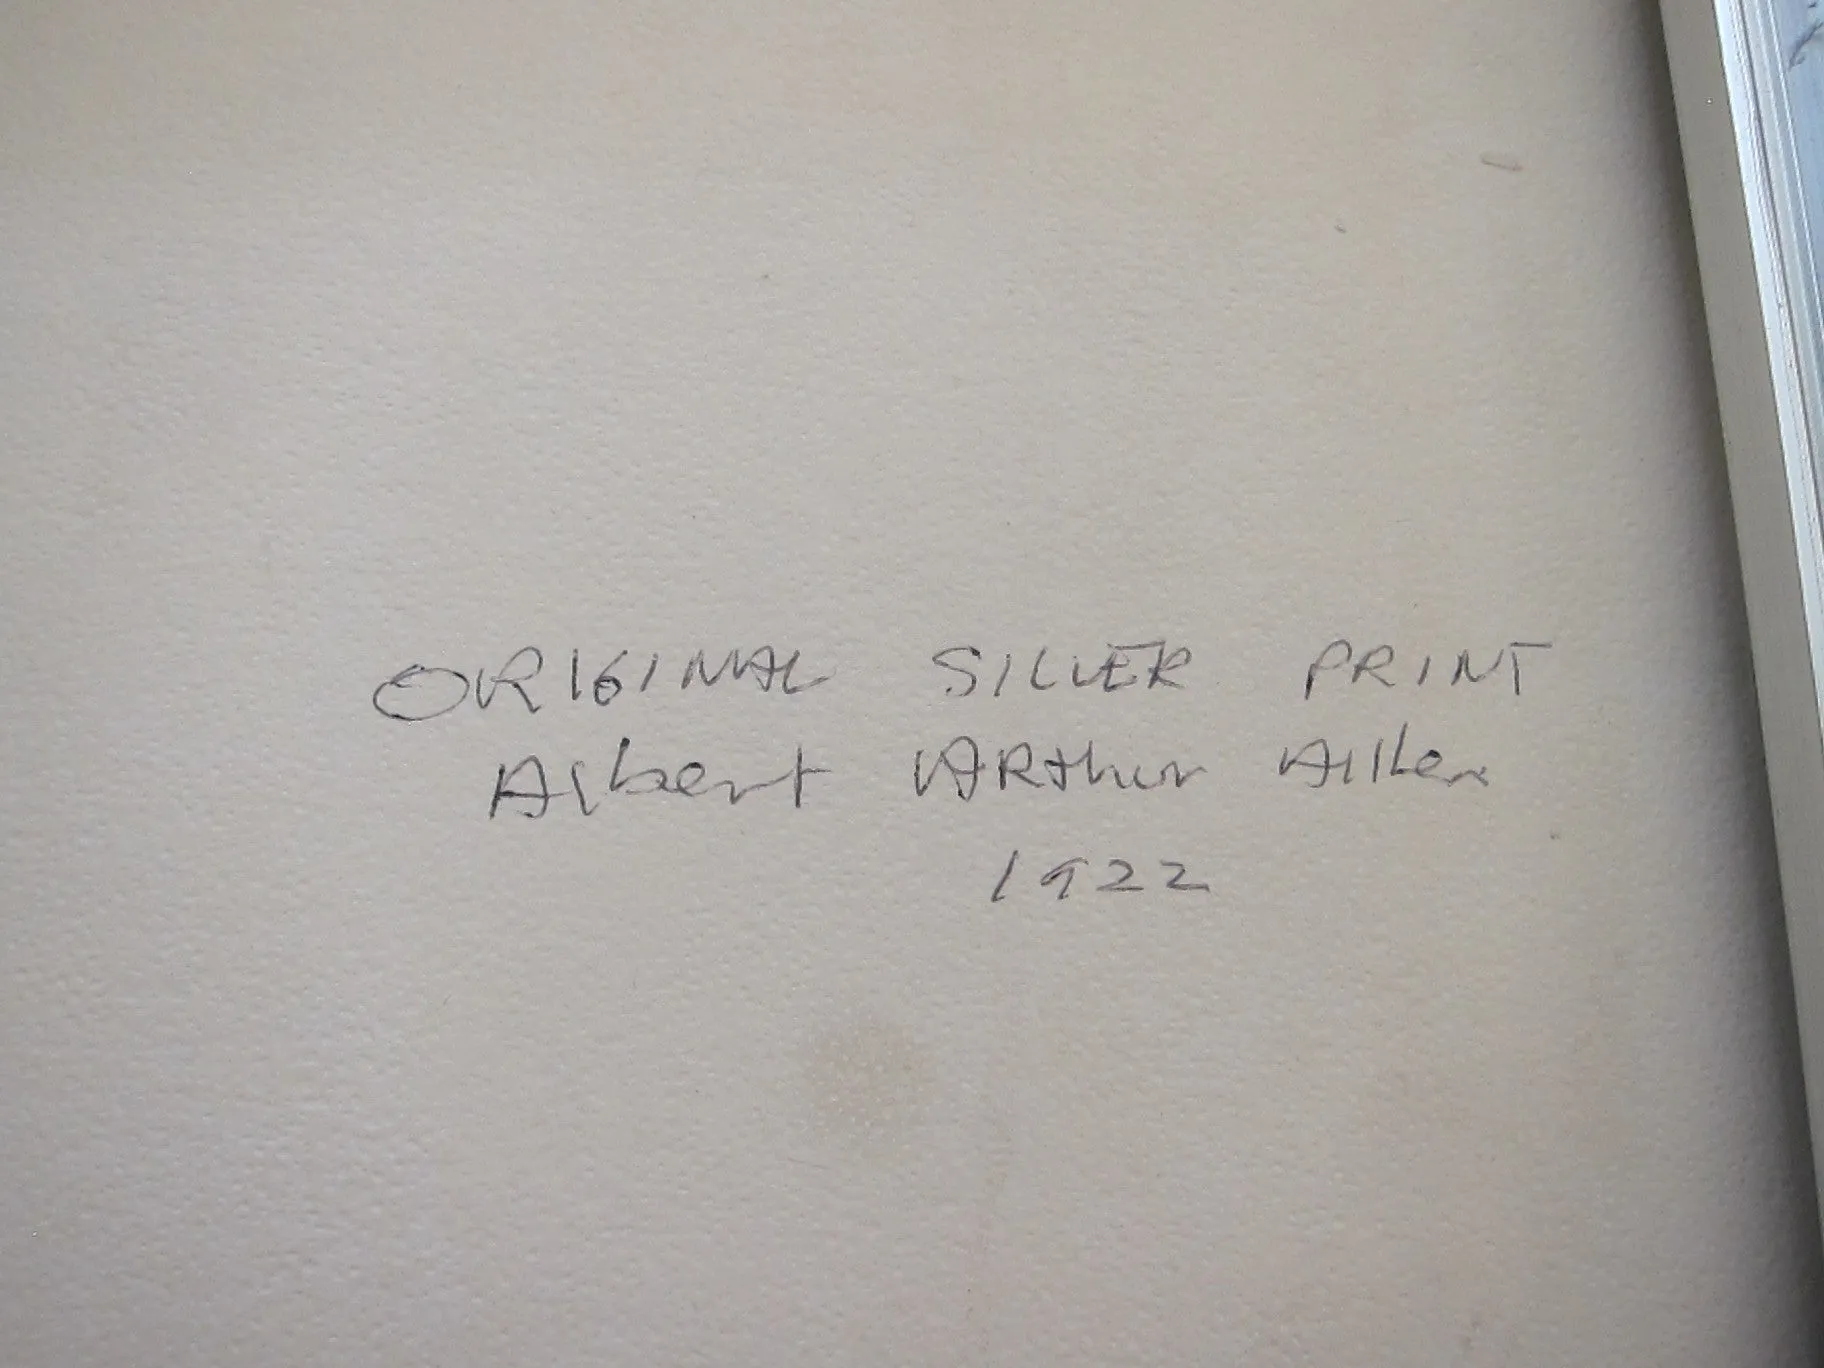 ORIGINAL SILVER PRINT
Albert ARthur Allen
1922